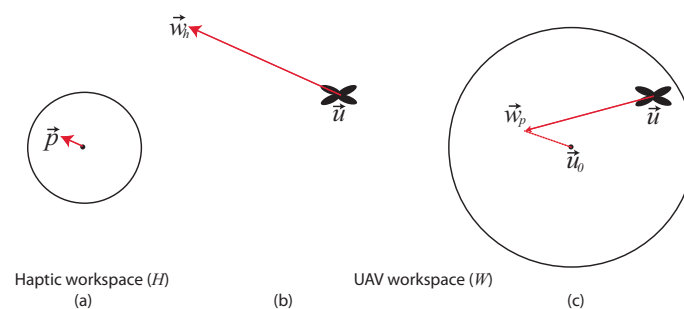 w⃗h
p⃗
u⃗
w⃗p
u⃗
u⃗0
Haptic workspace (H)
UAV workspace (W)
(a)
(b)
(c)